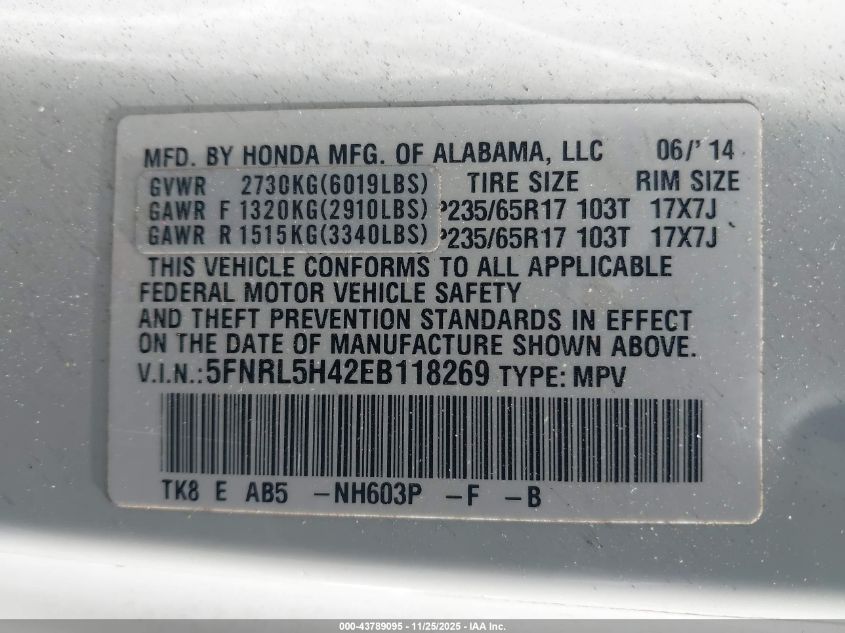 MFD. BY HONDA MFG. OF ALABAMA, LLC 06/'14
GVWR 2730KG(6019LBS) TIRE SIZE RIM SIZE
GAWR F 1320KG(2910LBS) P235/65R17 103T 17X7J
GAWR R 1515KG(3340LBS) P235/65R17 103T 17X7J
THIS VEHICLE CONFORMS TO ALL APPLICABLE
FEDERAL MOTOR VEHICLE SAFETY
AND THEFT PREVENTION STANDARDS IN EFFECT
ON THE DATE OF MANUFACTURE SHOWN ABOVE.
V.I.N.: 5FNRL5H42EB118269 TYPE: MPV
TK8 E AB5 -NH603P -F -B
000-43789095 - 11/25/2025 - IAA Inc.